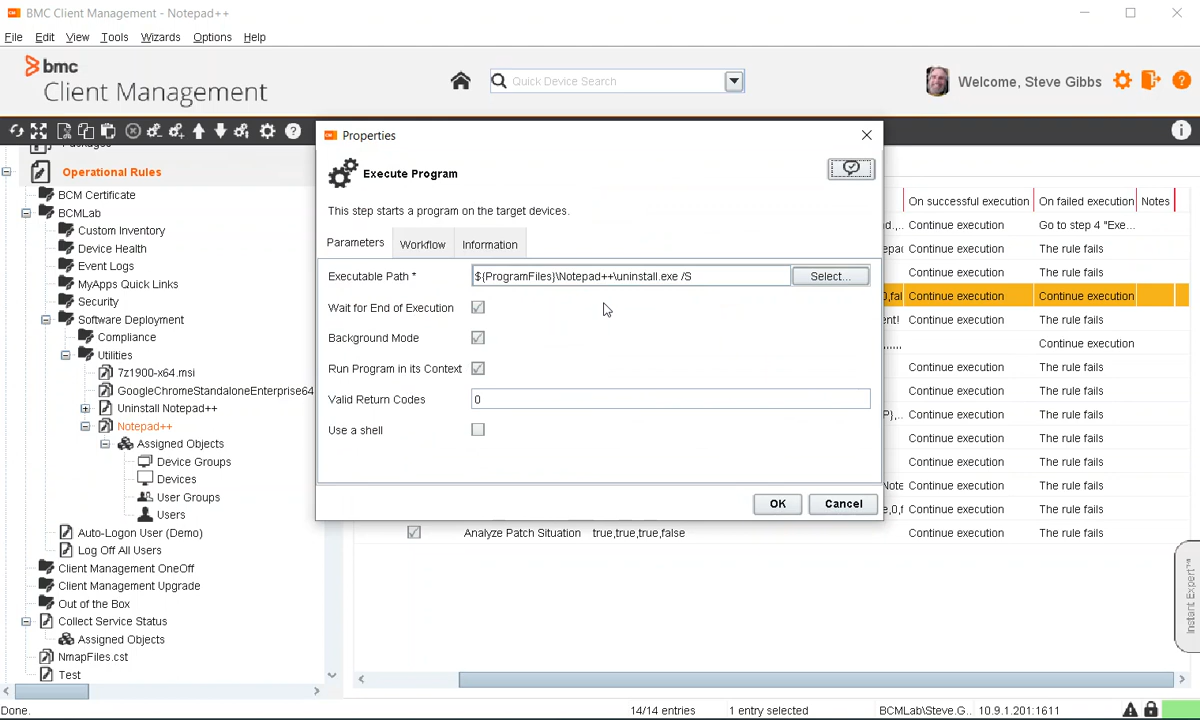 BMC Client Management - Notepad++
File Edit View Tools Wizards Options Help
bmc
Client Management
Quick Device Search
Welcome, Steve Gibbs
Packages
Operational Rules
BCM Certificate
BCMLab
Custom Inventory
Device Health
Event Logs
MyApps Quick Links
Security
Software Deployment
Compliance
Utilities
7z1900-x64.msi
GoogleChromeStandaloneEnterprise64
Uninstall Notepad++
Notepad++
Assigned Objects
Device Groups
Devices
User Groups
Users
Auto-Logon User (Demo)
Log Off All Users
Client Management OneOff
Client Management Upgrade
Out of the Box
Collect Service Status
Assigned Objects
NmapFiles.cst
Test
Properties
Execute Program
This step starts a program on the target devices.
Parameters Workflow Information
Executable Path * ${ProgramFiles}\Notepad++\uninstall.exe /S Select...
Wait for End of Execution
Background Mode
Run Program in its Context
Valid Return Codes 0
Use a shell
OK Cancel
On successful execution On failed execution Notes
Continue execution Go to step 4 "Exe...
Continue execution The rule fails
Continue execution Continue execution
Continue execution The rule fails
Continue execution
Continue execution The rule fails
Continue execution The rule fails
Continue execution The rule fails
Continue execution The rule fails
Continue execution The rule fails
Continue execution The rule fails
Continue execution The rule fails
Continue execution The rule fails
Analyze Patch Situation true,true,true,false Continue execution The rule fails
Instant Expert™
Done. 14/14 entries 1 entry selected BCMLab\Steve.G... 10.9.1.201:1611